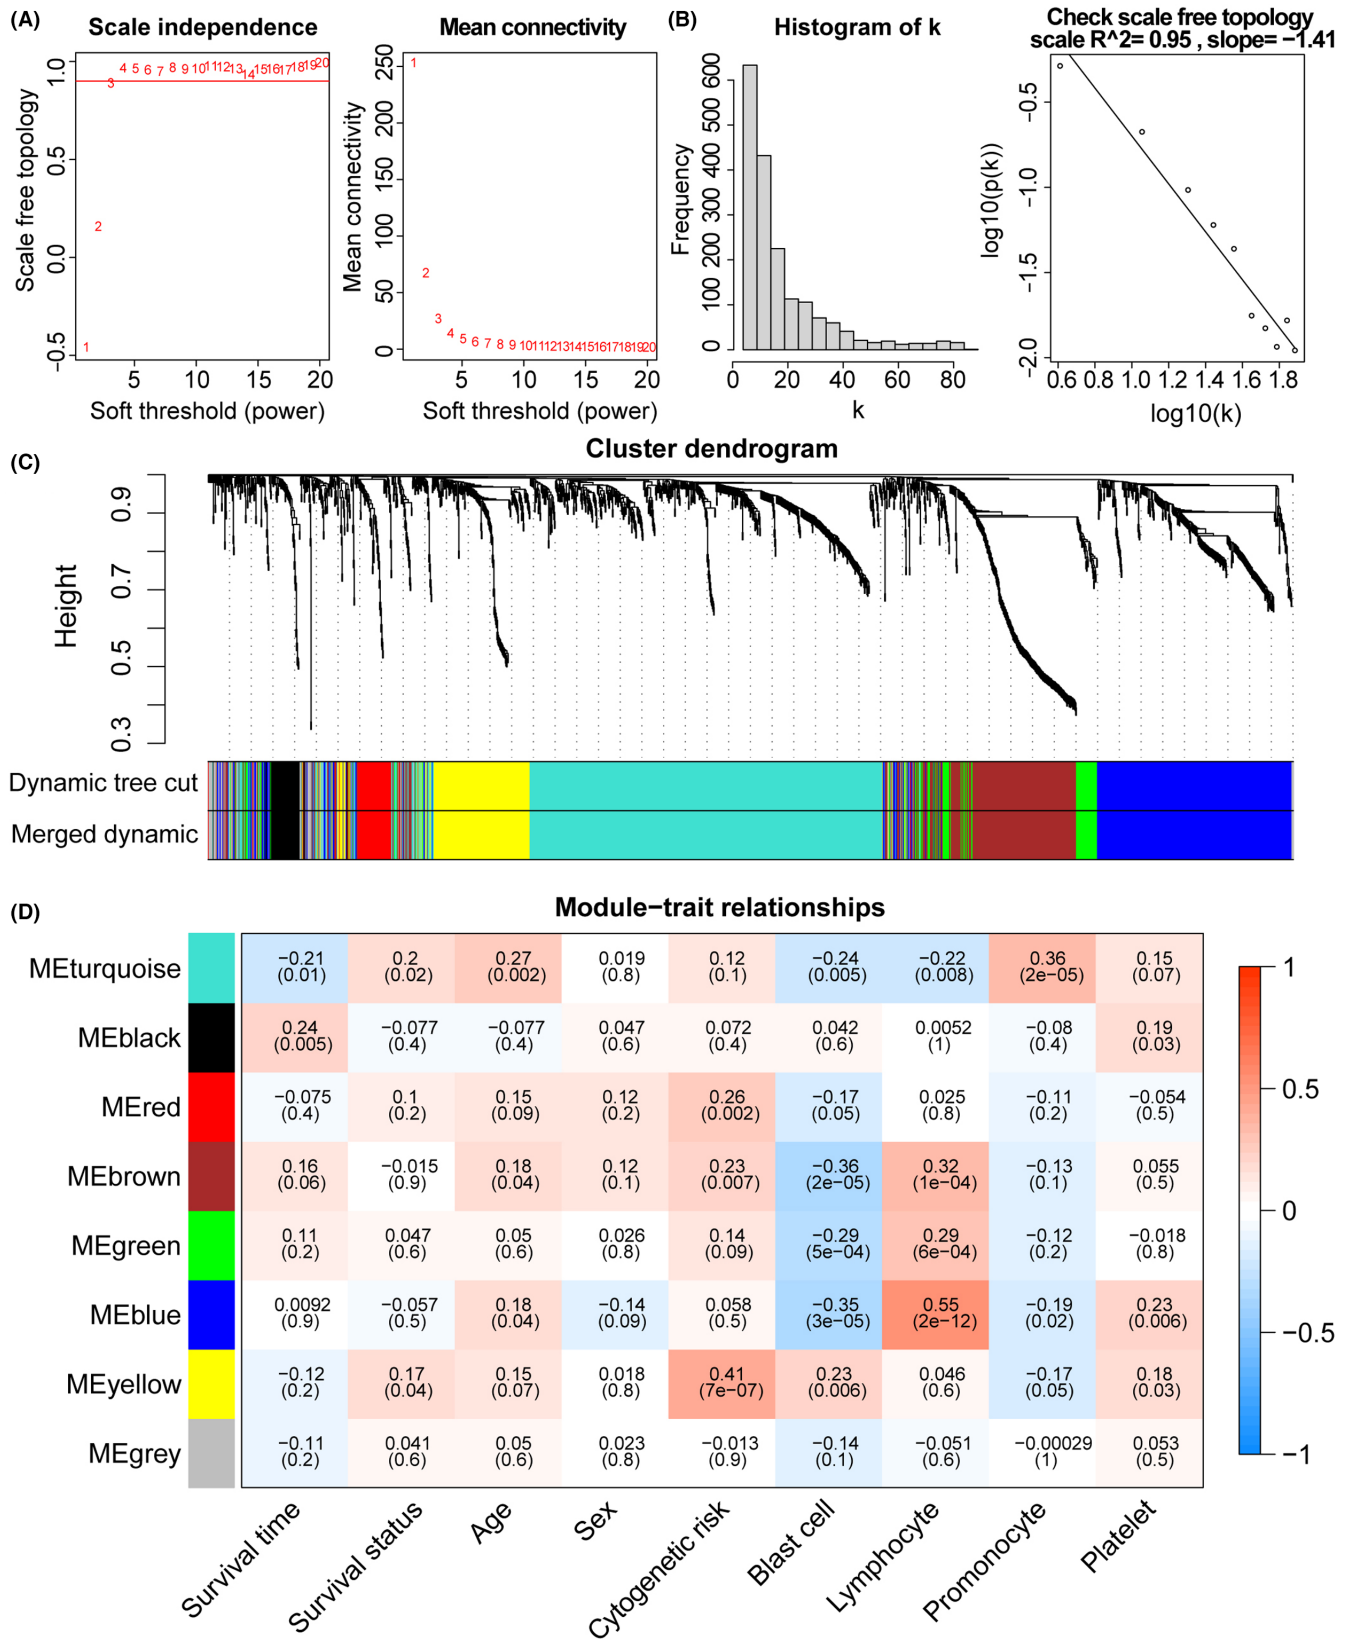 (A)
Scale independence
Scale free topology
1.0
0.5
0.0
−0.5
1
2
3
4 5 6 7 8 9 10 11 12 13 14 15 16 17 18 19 20
5 10 15 20
Soft threshold (power)
Mean connectivity
Mean connectivity
250
200
150
100
50
0
1
2
3
4 5 6 7 8 9 10 11 12 13 14 15 16 17 18 19 20
5 10 15 20
Soft threshold (power)
(B)
Histogram of k
Frequency
600
500
400
300
200
100
0
0 20 40 60 80
k
Check scale free topology
scale R^2= 0.95 , slope= −1.41
log10(p(k))
−0.5
−1.0
−1.5
−2.0
0.6 0.8 1.0 1.2 1.4 1.6 1.8
log10(k)
(C)
Cluster dendrogram
Height
0.9
0.7
0.5
0.3
Dynamic tree cut
Merged dynamic
(D)
Module−trait relationships
MEturquoise
−0.21 0.2 0.27 0.019 0.12 −0.24 −0.22 0.36 0.15
(0.01) (0.02) (0.002) (0.8) (0.1) (0.005) (0.008) (2e−05) (0.07)
MEblack
0.24 −0.077 −0.077 0.047 0.072 0.042 0.0052 −0.08 0.19
(0.005) (0.4) (0.4) (0.6) (0.4) (0.6) (1) (0.4) (0.03)
MEred
−0.075 0.1 0.15 0.12 0.26 −0.17 0.025 −0.11 −0.054
(0.4) (0.2) (0.09) (0.2) (0.002) (0.05) (0.8) (0.2) (0.5)
MEbrown
0.16 −0.015 0.18 0.12 0.23 −0.36 0.32 −0.13 0.055
(0.06) (0.9) (0.04) (0.1) (0.007) (2e−05) (1e−04) (0.1) (0.5)
MEgreen
0.11 0.047 0.05 0.026 0.14 −0.29 0.29 −0.12 −0.018
(0.2) (0.6) (0.6) (0.8) (0.09) (5e−04) (6e−04) (0.2) (0.8)
MEblue
0.0092 −0.057 0.18 −0.14 0.058 −0.35 0.55 −0.19 0.23
(0.9) (0.5) (0.04) (0.09) (0.5) (3e−05) (2e−12) (0.02) (0.006)
MEyellow
−0.12 0.17 0.15 0.018 0.41 0.23 0.046 −0.17 0.18
(0.2) (0.04) (0.07) (0.8) (7e−07) (0.006) (0.6) (0.05) (0.03)
MEgrey
−0.11 0.041 0.05 0.023 −0.013 −0.14 −0.051 −0.00029 0.053
(0.2) (0.6) (0.6) (0.8) (0.9) (0.1) (0.6) (1) (0.5)
Survival time
Survival status
Age
Sex
Cytogenetic risk
Blast cell
Lymphocyte
Promonocyte
Platelet
1
0.5
0
−0.5
−1